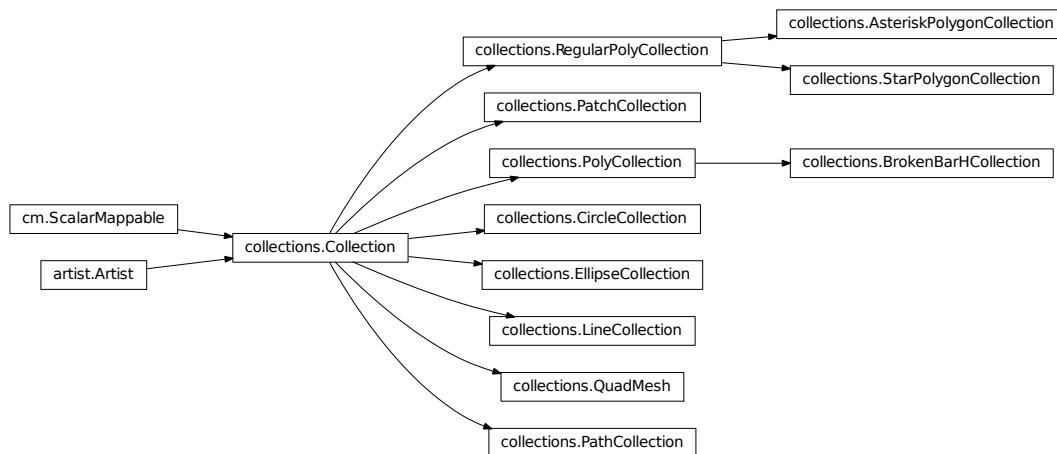 collections.AsteriskPolygonCollection
collections.RegularPolyCollection
collections.StarPolygonCollection
collections.PatchCollection
collections.PolyCollection
collections.BrokenBarHCollection
cm.ScalarMappable
collections.CircleCollection
collections.Collection
artist.Artist
collections.EllipseCollection
collections.LineCollection
collections.QuadMesh
collections.PathCollection